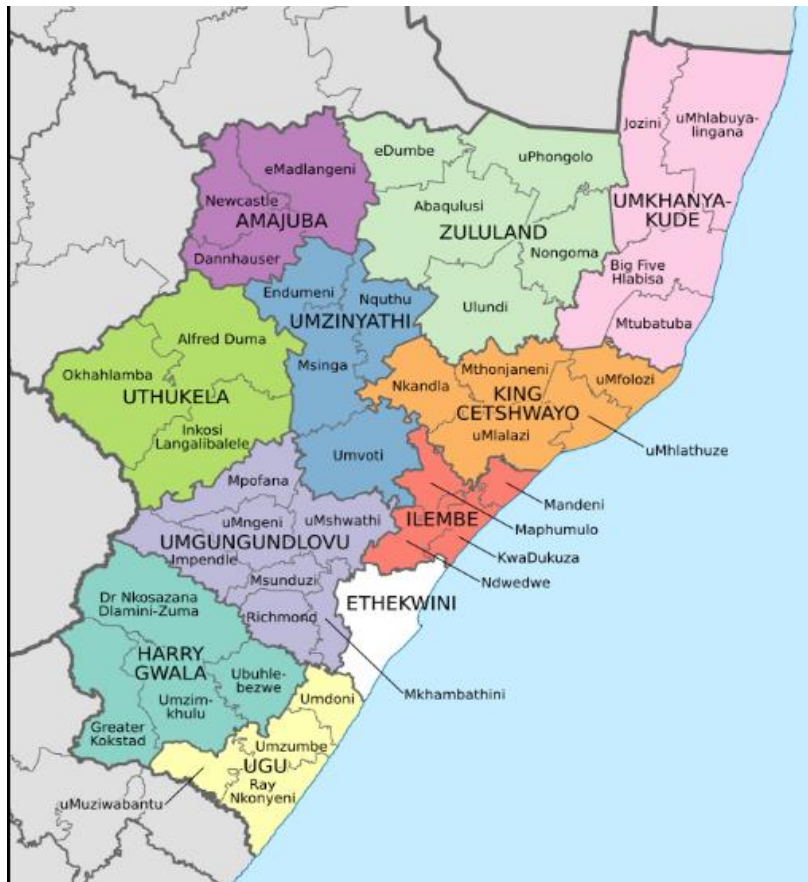 Jozini
uMhlabuya-
lingana
eDumbe
uPhongolo
eMadlangeni
Newcastle
AMAJUBA
Abaqulusi
UMKHANYA-
KUDE
ZULULAND
Nongoma
Dannhauser
Big Five
Hlabisa
Endumeni
Nquthu
Ulundi
UMZINYATHI
Mtubatuba
Alfred Duma
Msinga
Okhahlamba
UTHUKELA
Mthonjaneni
Nkandla
uMfolozi
KING
CETSHWAYO
uMlalazi
Inkosi
Langalibalele
uMhlathuze
Umvoti
Mpofana
Mandeni
uMngeni
uMshwathi
ILEMBE
Maphumulo
UMGUNGUNDLOVU
Impendle
KwaDukuza
Msunduzi
Ndwedwe
Dr Nkosazana
Dlamini-Zuma
ETHEKWINI
Richmond
HARRY
GWALA
Ubuhle-
bezwe
Mkhambathini
Umzim-
khulu
Umdoni
Greater
Kokstad
Umzumbe
UGU
Ray
Nkonyeni
uMuziwabantu